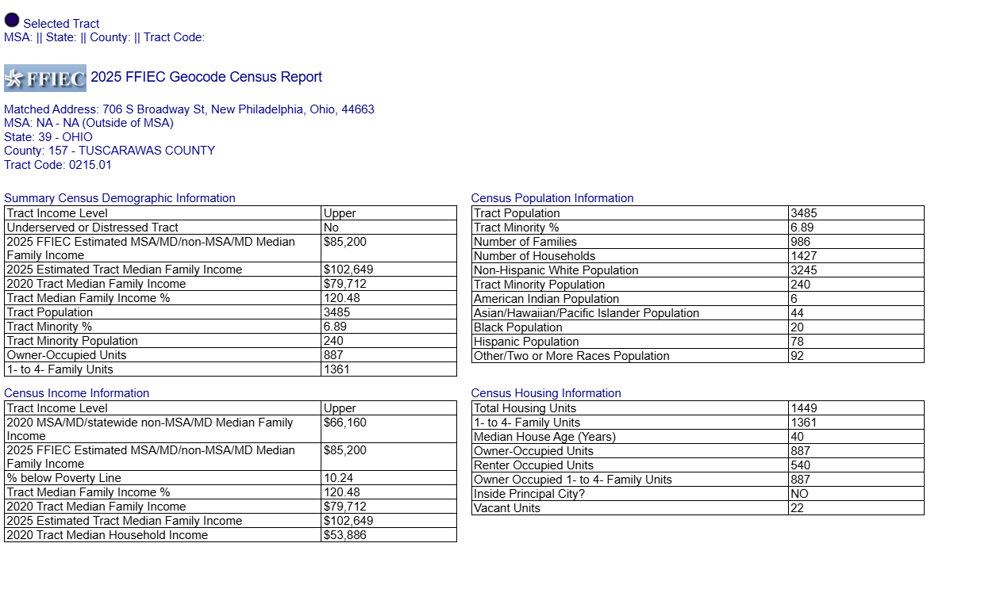 Selected Tract
MSA: || State: || County: || Tract Code:
FFIEC 2025 FFIEC Geocode Census Report
Matched Address: 706 S Broadway St, New Philadelphia, Ohio, 44663
MSA: NA - NA (Outside of MSA)
State: 39 - OHIO
County: 157 - TUSCARAWAS COUNTY
Tract Code: 0215.01
Summary Census Demographic Information
Tract Income Level Upper
Underserved or Distressed Tract No
2025 FFIEC Estimated MSA/MD/non-MSA/MD Median $85,200
Family Income
2025 Estimated Tract Median Family Income $102,649
2020 Tract Median Family Income $79,712
Tract Median Family Income % 120.48
Tract Population 3485
Tract Minority % 6.89
Tract Minority Population 240
Owner-Occupied Units 887
1- to 4- Family Units 1361
Census Population Information
Tract Population 3485
Tract Minority % 6.89
Number of Families 986
Number of Households 1427
Non-Hispanic White Population 3245
Tract Minority Population 240
American Indian Population 6
Asian/Hawaiian/Pacific Islander Population 44
Black Population 20
Hispanic Population 78
Other/Two or More Races Population 92
Census Income Information
Tract Income Level Upper
2020 MSA/MD/statewide non-MSA/MD Median Family $66,160
Income
2025 FFIEC Estimated MSA/MD/non-MSA/MD Median $85,200
Family Income
% below Poverty Line 10.24
Tract Median Family Income % 120.48
2020 Tract Median Family Income $79,712
2025 Estimated Tract Median Family Income $102,649
2020 Tract Median Household Income $53,886
Census Housing Information
Total Housing Units 1449
1- to 4- Family Units 1361
Median House Age (Years) 40
Owner-Occupied Units 887
Renter Occupied Units 540
Owner Occupied 1- to 4- Family Units 887
Inside Principal City? NO
Vacant Units 22